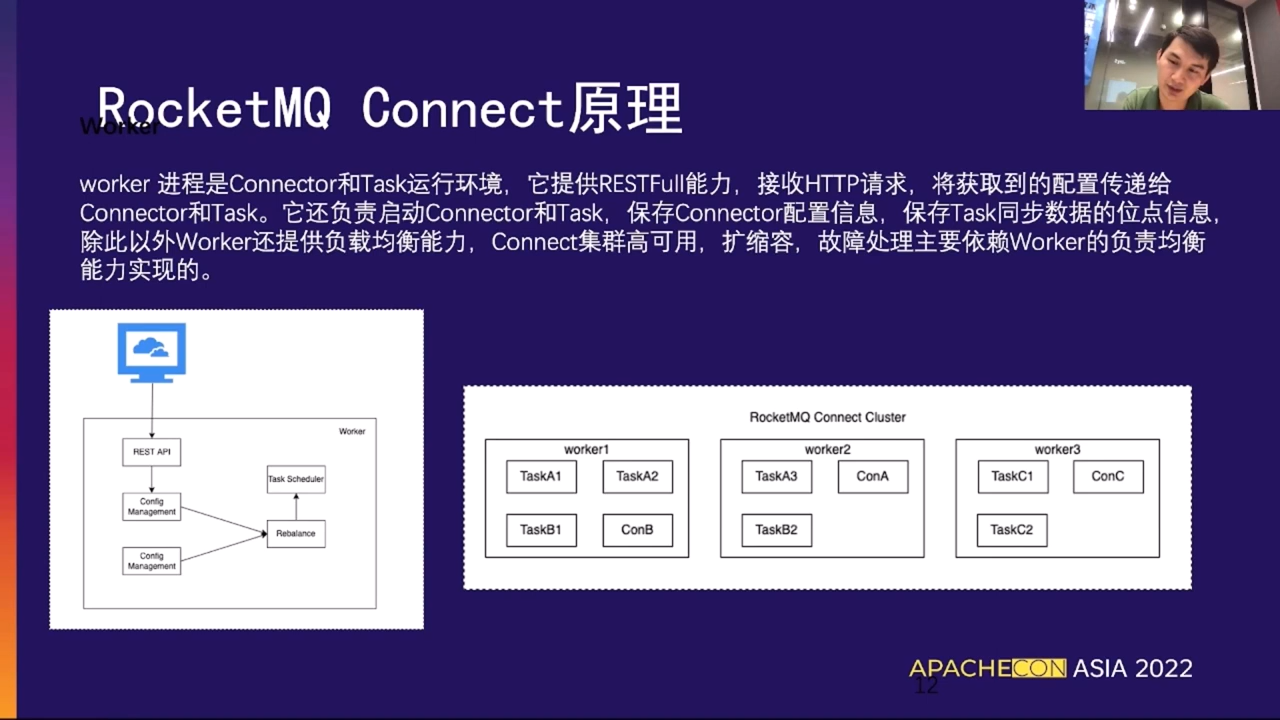 RocketMQ Connect原理
Worker
worker 进程是Connector和Task运行环境，它提供RESTFull能力，接收HTTP请求，将获取到的配置传递给
Connector和Task。它还负责启动Connector和Task，保存Connector配置信息，保存Task同步数据的位点信息，
除此以外Worker还提供负载均衡能力，Connect集群高可用，扩缩容，故障处理主要依赖Worker的负责均衡
能力实现的。
Worker
REST API
Config
Management
Task Scheduler
Rebalance
Config
Management
RocketMQ Connect Cluster
worker1
TaskA1
TaskA2
TaskB1
ConB
worker2
TaskA3
ConA
TaskB2
worker3
TaskC1
ConC
TaskC2
APACHECON ASIA 2022
12